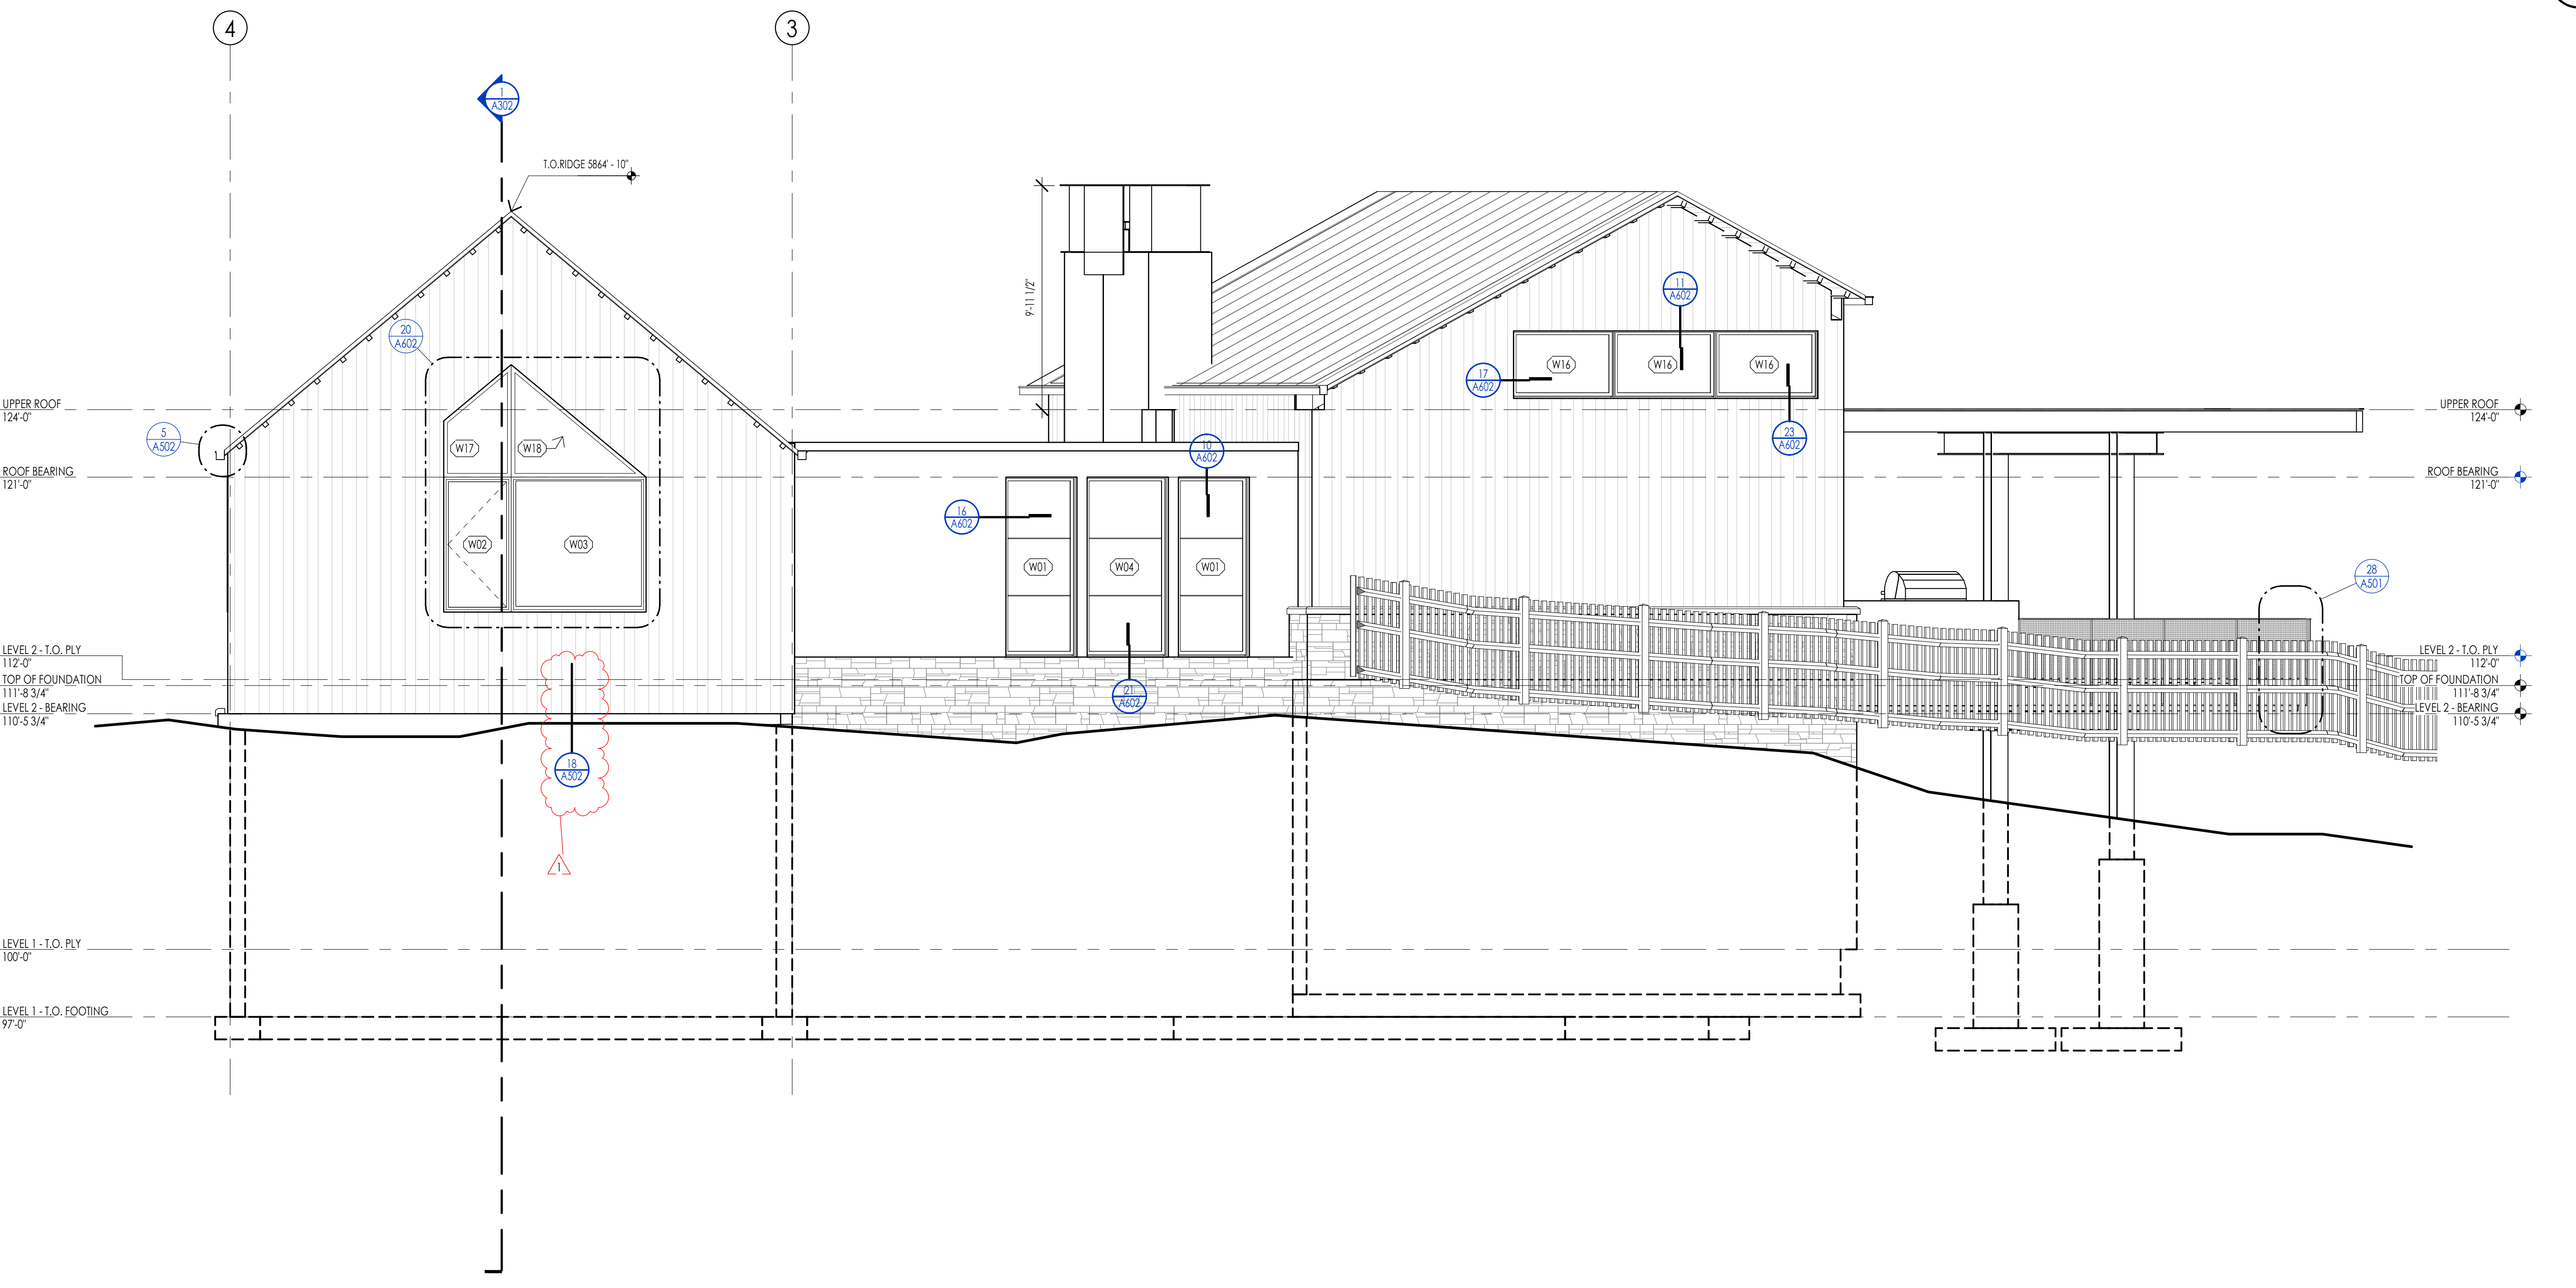 4
3
1
A302
T.O.RIDGE 5864' - 10"
9'-11 1/2"
11
A602
20
A602
W16
W16
W16
17
A602
UPPER ROOF
124'-0"
UPPER ROOF
124'-0"
5
A502
W17
W18
10
A602
23
A602
ROOF BEARING
121'-0"
ROOF BEARING
121'-0"
16
A602
W02
W03
W01
W04
W01
28
A501
LEVEL 2 - T.O. PLY
112'-0"
LEVEL 2 - T.O. PLY
112'-0"
TOP OF FOUNDATION
111'-8 3/4"
TOP OF FOUNDATION
111'-8 3/4"
21
A602
LEVEL 2 - BEARING
110'-5 3/4"
LEVEL 2 - BEARING
110'-5 3/4"
18
A502
1
LEVEL 1 - T.O. PLY
100'-0"
LEVEL 1 - T.O. FOOTING
97'-0"